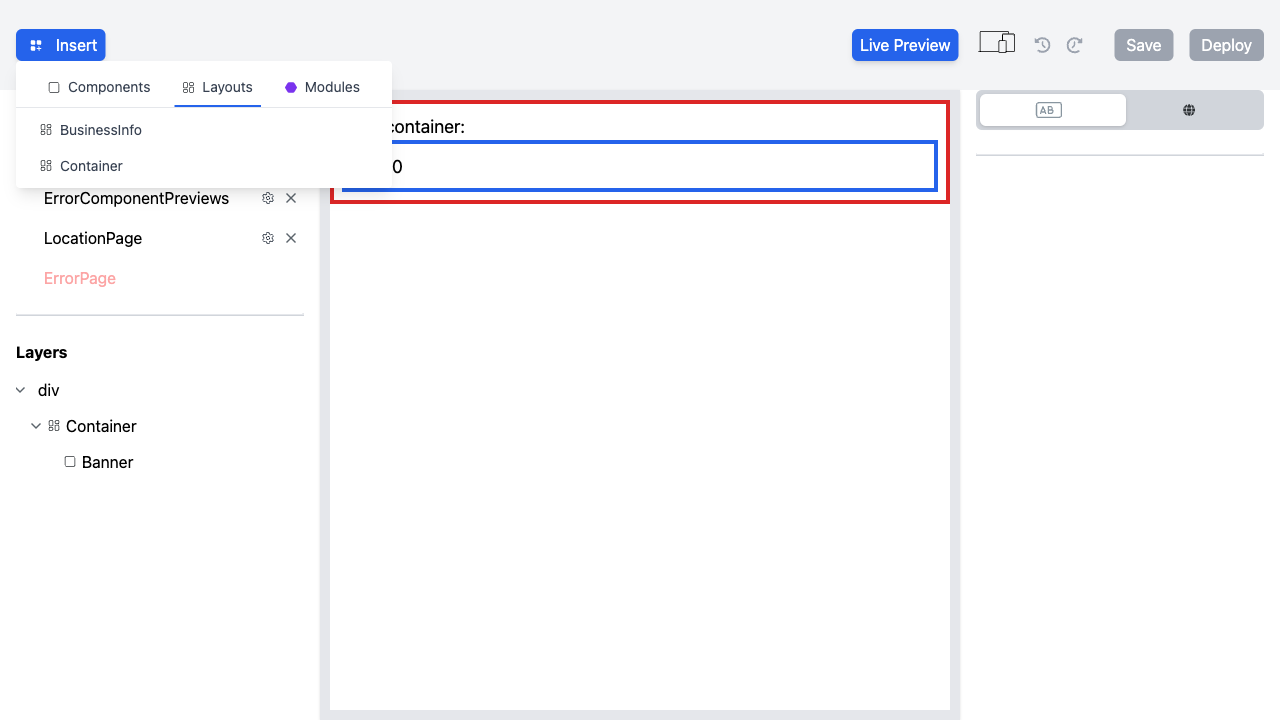 Insert
Live Preview
Save
Deploy
Components
Layouts
Modules
BusinessInfo
Container
container:
0
AB
ErrorComponentPreviews
LocationPage
ErrorPage
Layers
div
Container
Banner